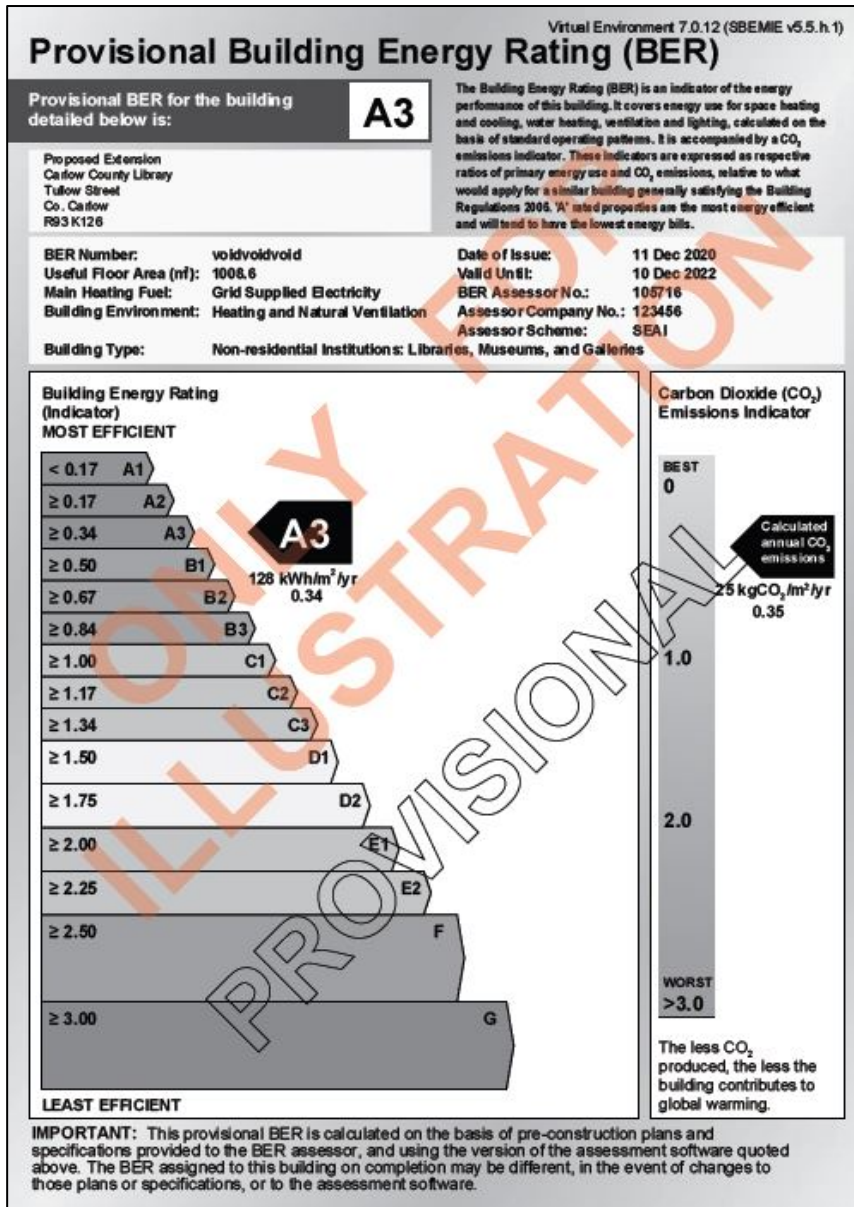 Virtual Environment 7.0.12 (SBEMIE v5.5.h.1)
Provisional Building Energy Rating (BER)
Provisional BER for the building
detailed below is:
A3
The Building Energy Rating (BER) is an indicator of the energy
performance of this building. It covers energy use for space heating
and cooling, water heating, ventilation and lighting, calculated on the
basis of standard operating patterns. It is accompanied by a CO₂
emissions indicator. These indicators are expressed as respective
ratios of primary energy use and CO₂ emissions, relative to what
would apply for a similar building generally satisfying the Building
Regulations 2006. 'A' rated properties are the most energy efficient
and will tend to have the lowest energy bills.
Proposed Extension
Carlow County Library
Tullow Street
Co. Carlow
R93 K126
BER Number: voidvoidvoid
Useful Floor Area (m²): 1008.6
Main Heating Fuel: Grid Supplied Electricity
Building Environment: Heating and Natural Ventilation
Building Type: Non-residential Institutions: Libraries, Museums, and Galleries
Date of Issue: 11 Dec 2020
Valid Until: 10 Dec 2022
BER Assessor No.: 105716
Assessor Company No.: 123456
Assessor Scheme: SEAI
Building Energy Rating
(Indicator)
MOST EFFICIENT
< 0.17 A1
≥ 0.17 A2
≥ 0.34 A3
≥ 0.50 B1
≥ 0.67 B2
≥ 0.84 B3
≥ 1.00 C1
≥ 1.17 C2
≥ 1.34 C3
≥ 1.50 D1
≥ 1.75 D2
≥ 2.00 E1
≥ 2.25 E2
≥ 2.50 F
≥ 3.00 G
LEAST EFFICIENT
A3
128 kWh/m²/yr
0.34
Carbon Dioxide (CO₂)
Emissions Indicator
BEST
0
1.0
2.0
WORST
>3.0
Calculated
annual CO₂
emissions
25 kgCO₂/m²/yr
0.35
The less CO₂
produced, the less the
building contributes to
global warming.
IMPORTANT: This provisional BER is calculated on the basis of pre-construction plans and
specifications provided to the BER assessor, and using the version of the assessment software quoted
above. The BER assigned to this building on completion may be different, in the event of changes to
those plans or specifications, or to the assessment software.
ONLY FOR
ILLUSTRATION
PROVISIONAL